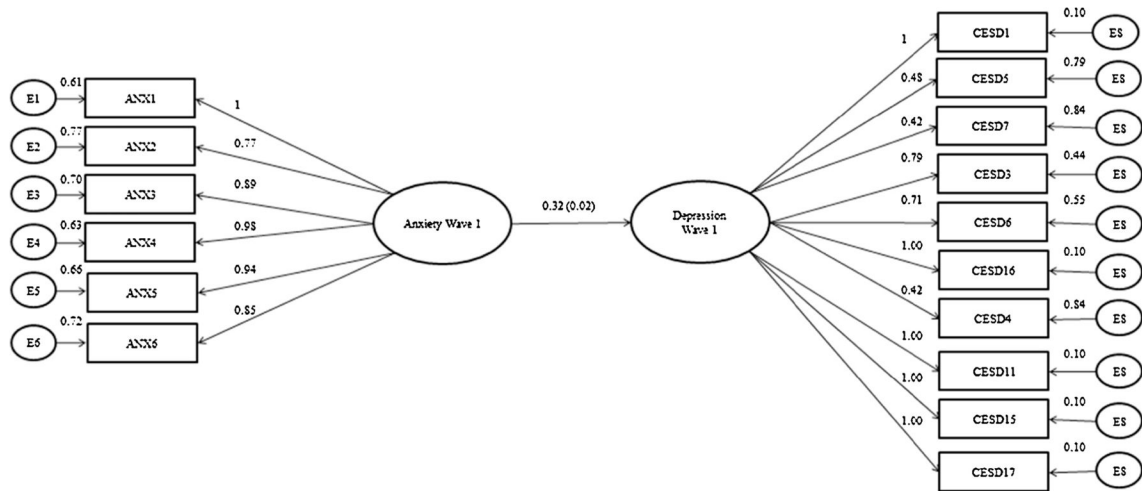 E1
0.61
ANX1
E2
0.77
ANX2
E3
0.70
ANX3
E4
0.63
ANX4
E5
0.66
ANX5
E6
0.72
ANX6
1
0.77
0.89
0.98
0.94
0.85
Anxiety Wave 1
0.32 (0.02)
Depression
Wave 1
1
0.48
0.42
0.79
0.71
1.00
0.42
1.00
1.00
1.00
CESD1
0.10
ES
CESD5
0.79
ES
CESD7
0.84
ES
CESD3
0.44
ES
CESD6
0.55
ES
CESD16
0.10
ES
CESD4
0.84
ES
CESD11
0.10
ES
CESD15
0.10
ES
CESD17
0.10
ES